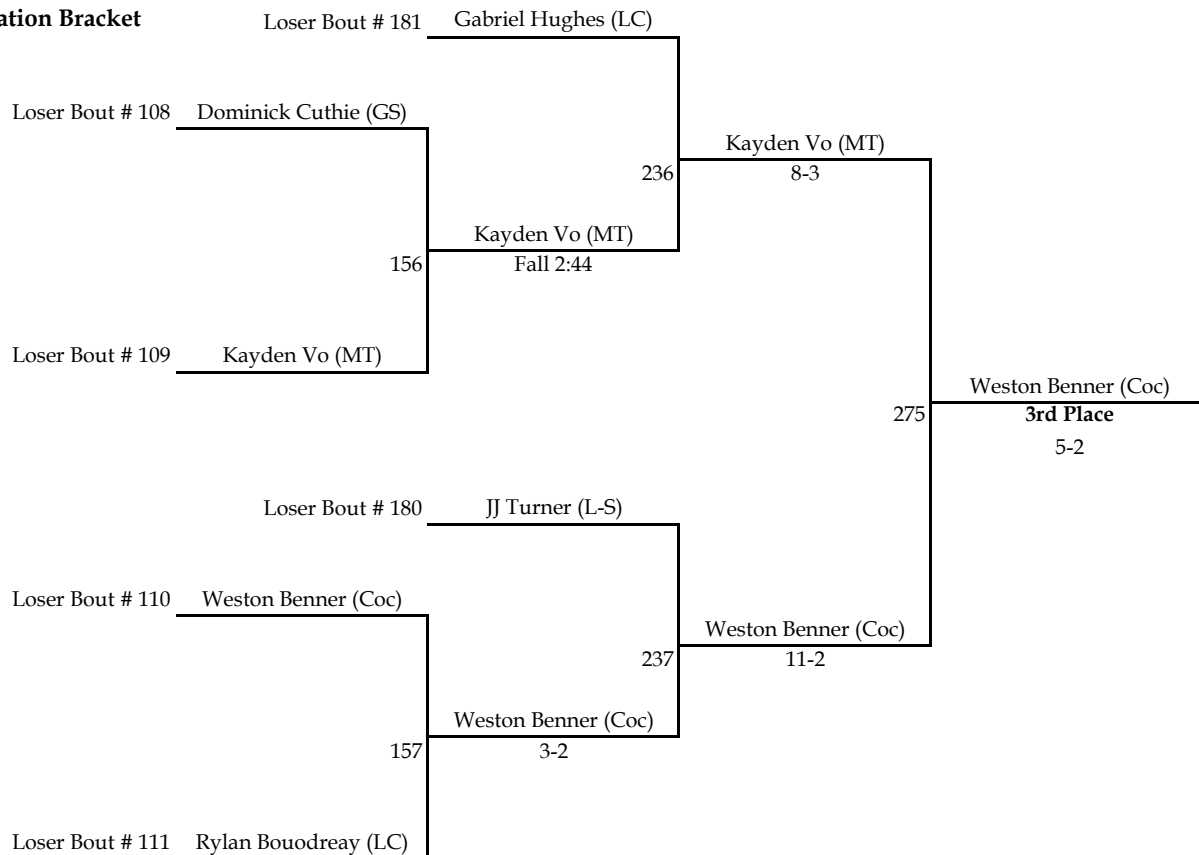 ation Bracket
Loser Bout # 181 Gabriel Hughes (LC)
Loser Bout # 108 Dominick Cuthie (GS)
Kayden Vo (MT)
236 8-3
Kayden Vo (MT)
156 Fall 2:44
Loser Bout # 109 Kayden Vo (MT)
Weston Benner (Coc)
275 3rd Place
5-2
Loser Bout # 180 JJ Turner (L-S)
Loser Bout # 110 Weston Benner (Coc)
Weston Benner (Coc)
237 11-2
Weston Benner (Coc)
157 3-2
Loser Bout # 111 Rylan Bouodreay (LC)